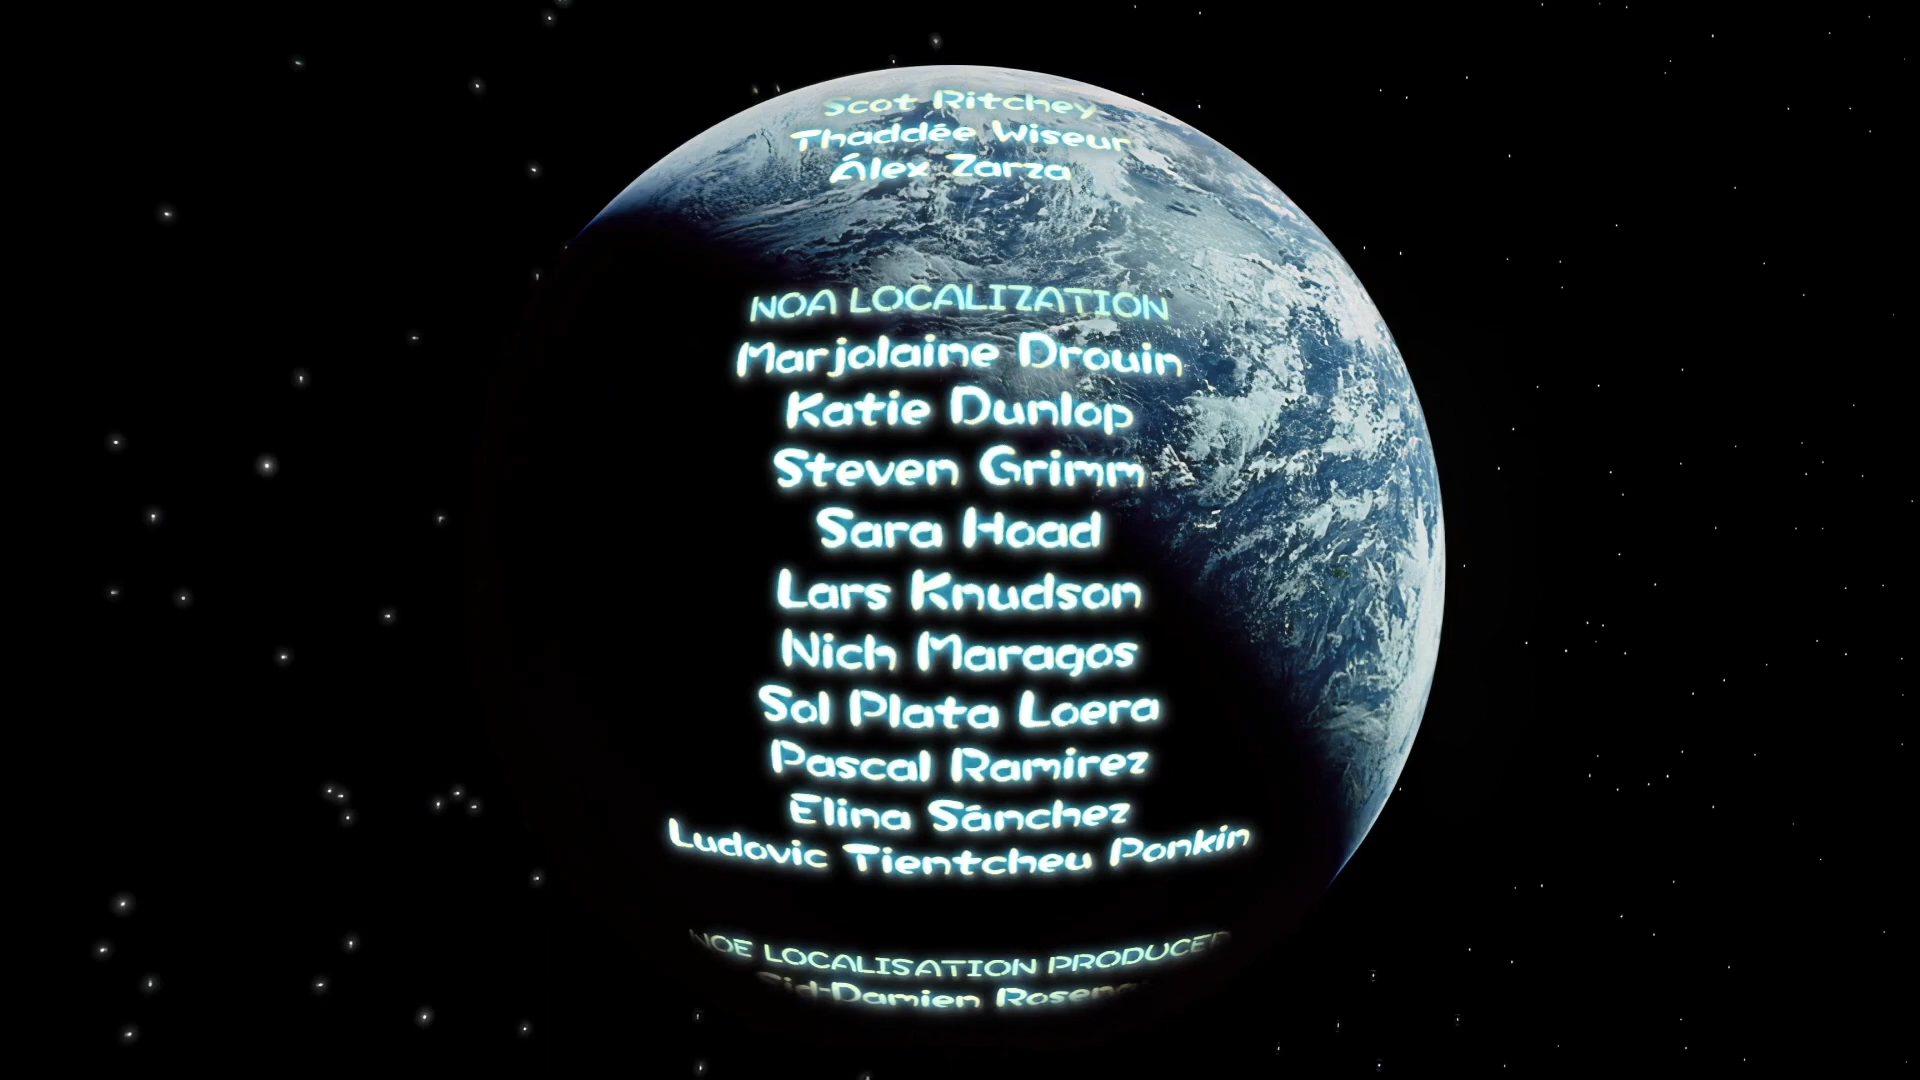 Scot Ritchey
Thaddée Wiseur
Álex Zarza
NOA LOCALIZATION
Marjolaine Drouin
Katie Dunlop
Steven Grimm
Sara Hoad
Lars Knudson
Nich Maragos
Sol Plata Loera
Pascal Ramirez
Elina Sánchez
Ludovic Tientcheu Ponkin
NOE LOCALISATION PRODUCER